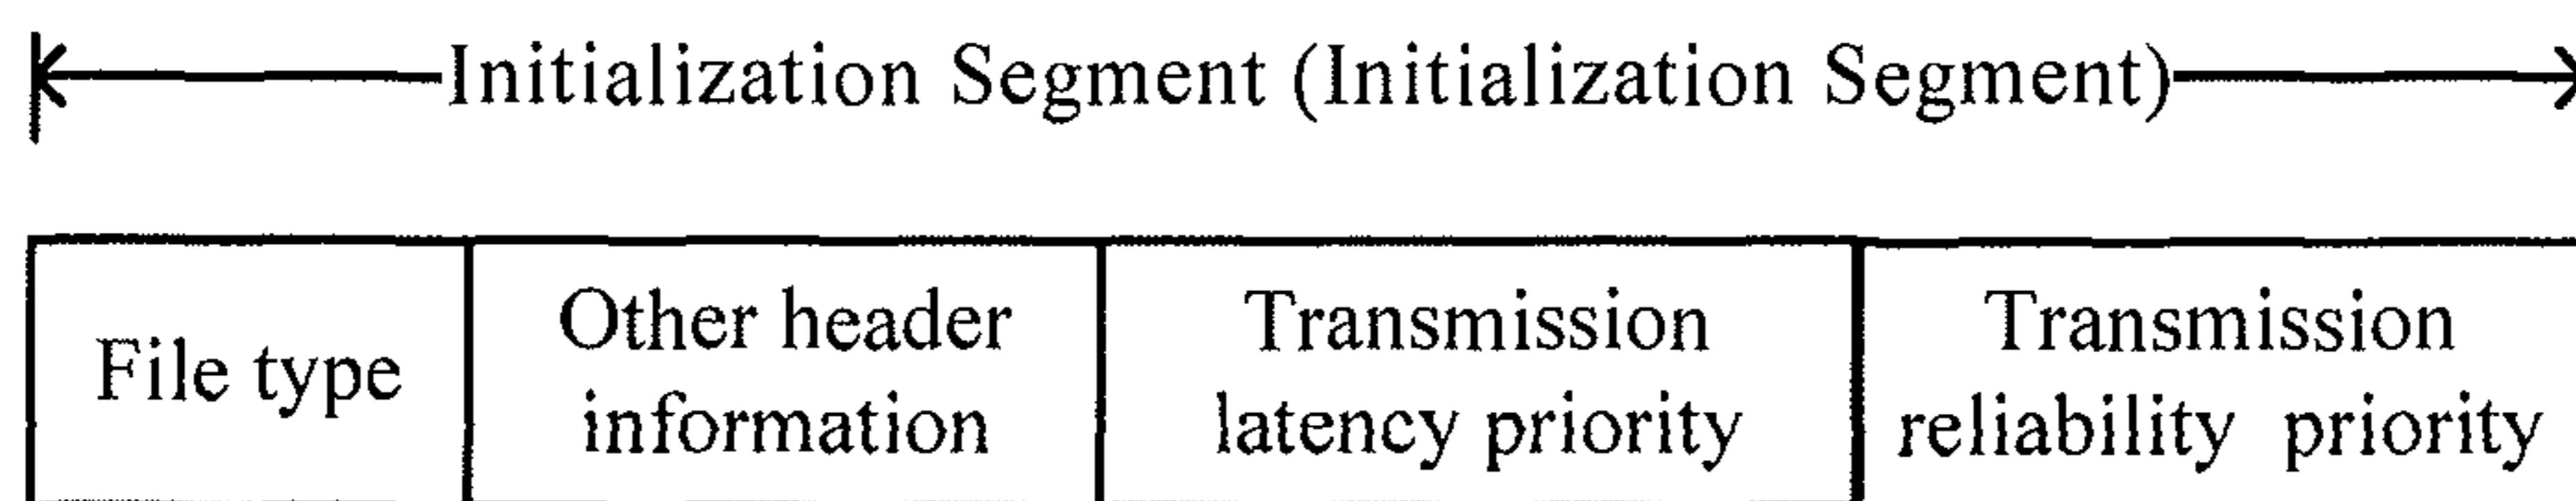 Initialization Segment (Initialization Segment)
File type
Other header
information
Transmission
latency priority
Transmission
reliability priority